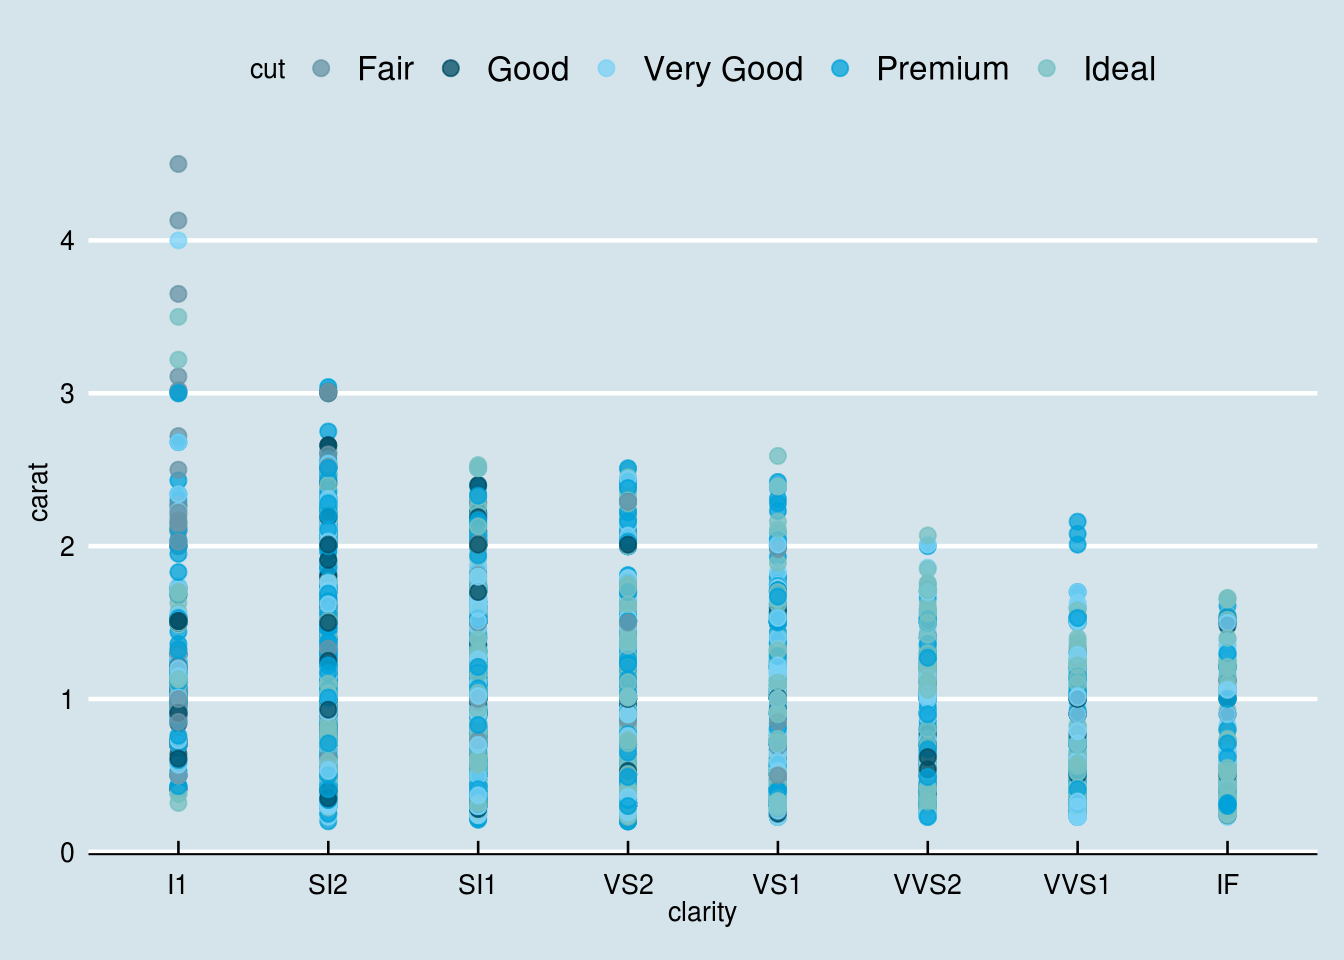 cut Fair Good Very Good Premium Ideal
4
3
carat
2
1
0
I1 SI2 SI1 VS2 VS1 VVS2 VVS1 IF
clarity